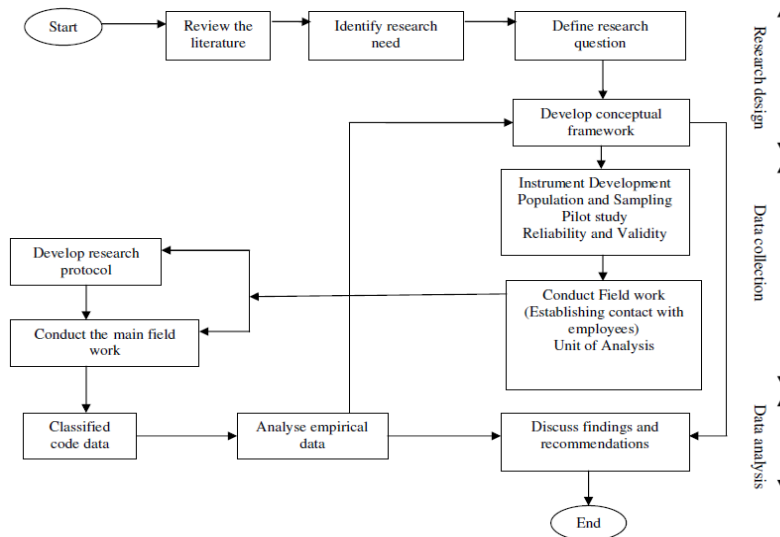 Start
Review the
literature
Identify research
need
Define research
question
Research design
Develop conceptual
framework
Instrument Development
Population and Sampling
Pilot study
Reliability and Validity
Data collection
Develop research
protocol
Conduct Field work
(Establishing contact with
employees)
Unit of Analysis
Conduct the main field
work
Classified
code data
Analyse empirical
data
Discuss findings and
recommendations
Data analysis
End